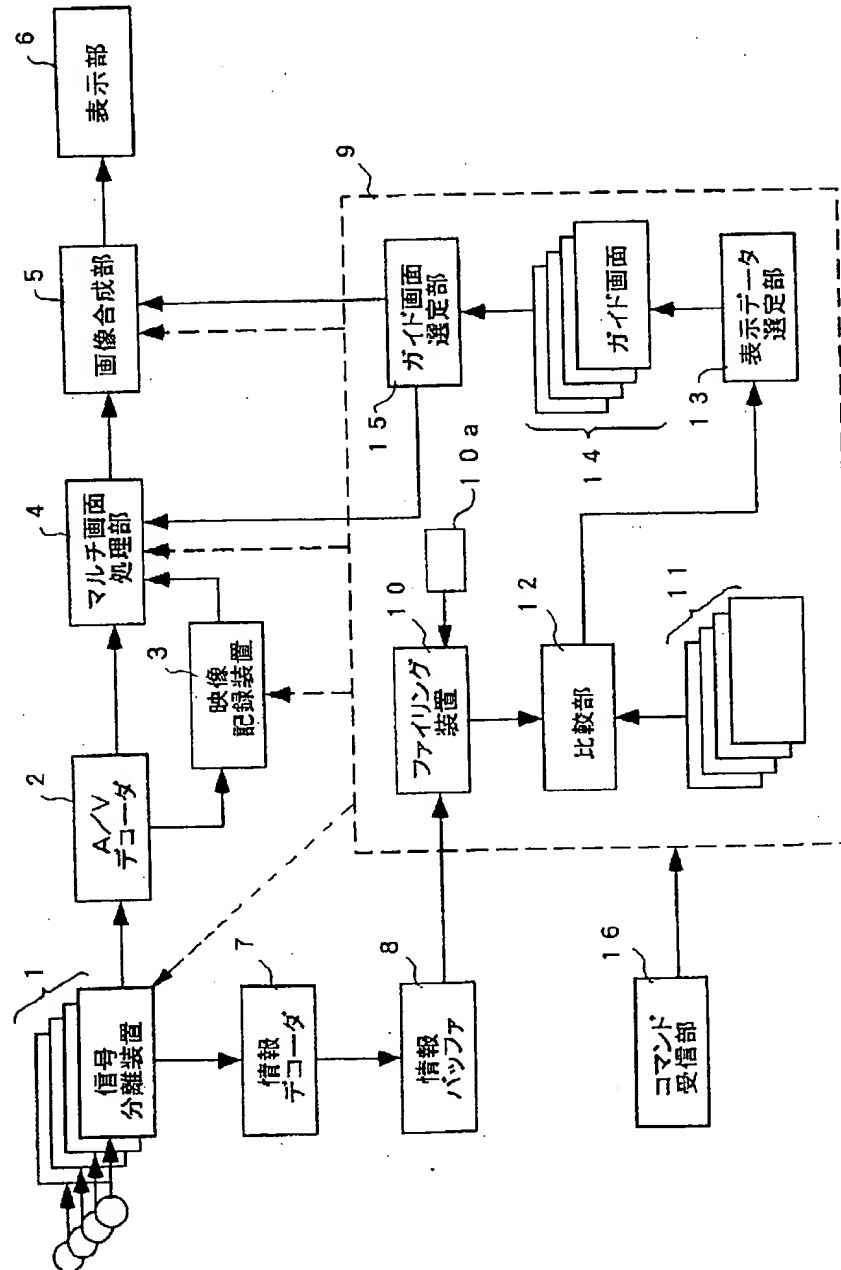 1
信号
分離装置
2
A/V
デコーダ
3
映像
記録装置
4
マルチ画面
処理部
5
画像合成部
6
表示部
7
情報
デコーダ
8
情報
バッファ
9
10
ファイリング
装置
10a
11
12
比較部
13
表示データ
選定部
14
ガイド画面
15
ガイド画面
選定部
16
コマンド
受信部